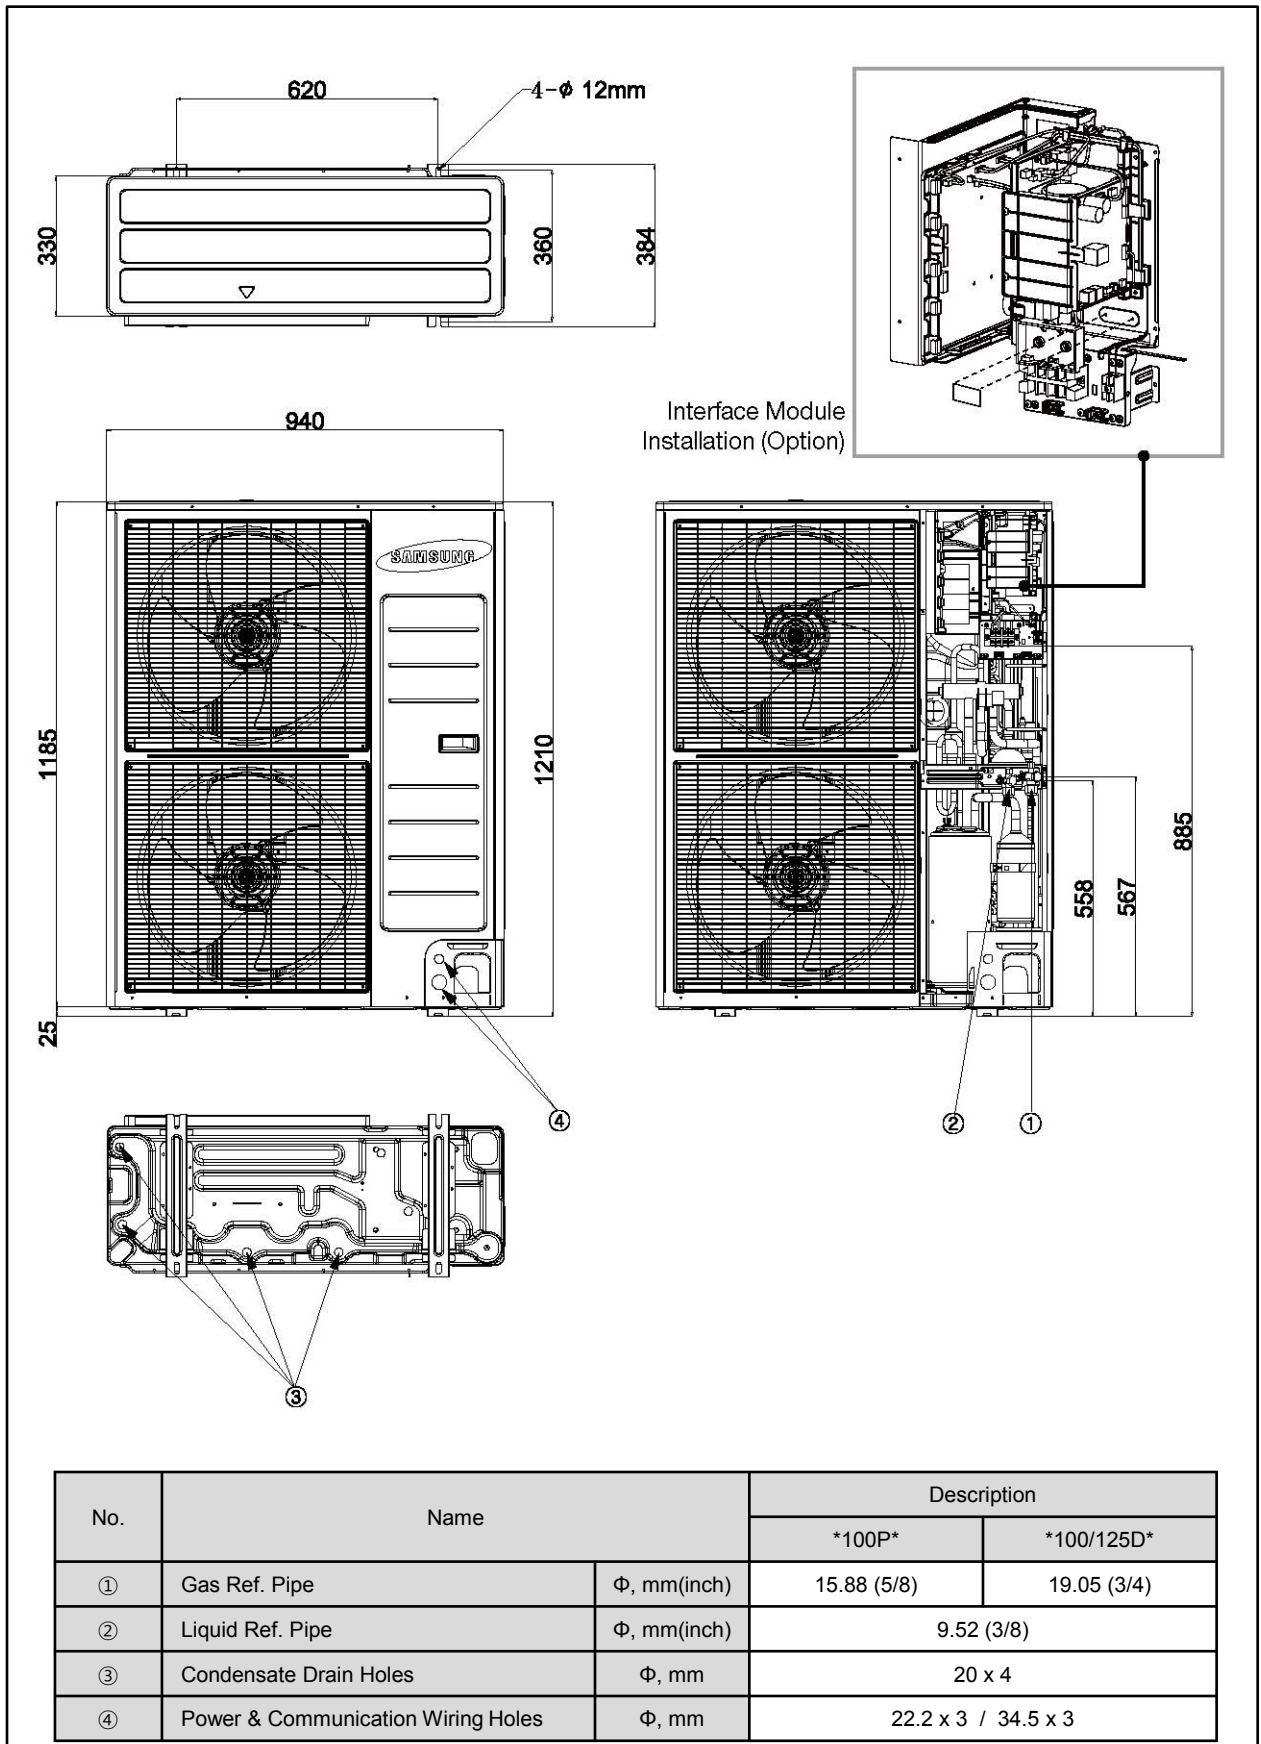 620
4-ϕ 12mm
330
360
384
Interface Module
Installation (Option)
940
SAMSUNG
1185
1210
25
885
558
567
④
②
①
③
No.
Name
Description
*100P*
*100/125D*
① Gas Ref. Pipe Φ, mm(inch) 15.88 (5/8) 19.05 (3/4)
② Liquid Ref. Pipe Φ, mm(inch) 9.52 (3/8)
③ Condensate Drain Holes Φ, mm 20 x 4
④ Power & Communication Wiring Holes Φ, mm 22.2 x 3 / 34.5 x 3